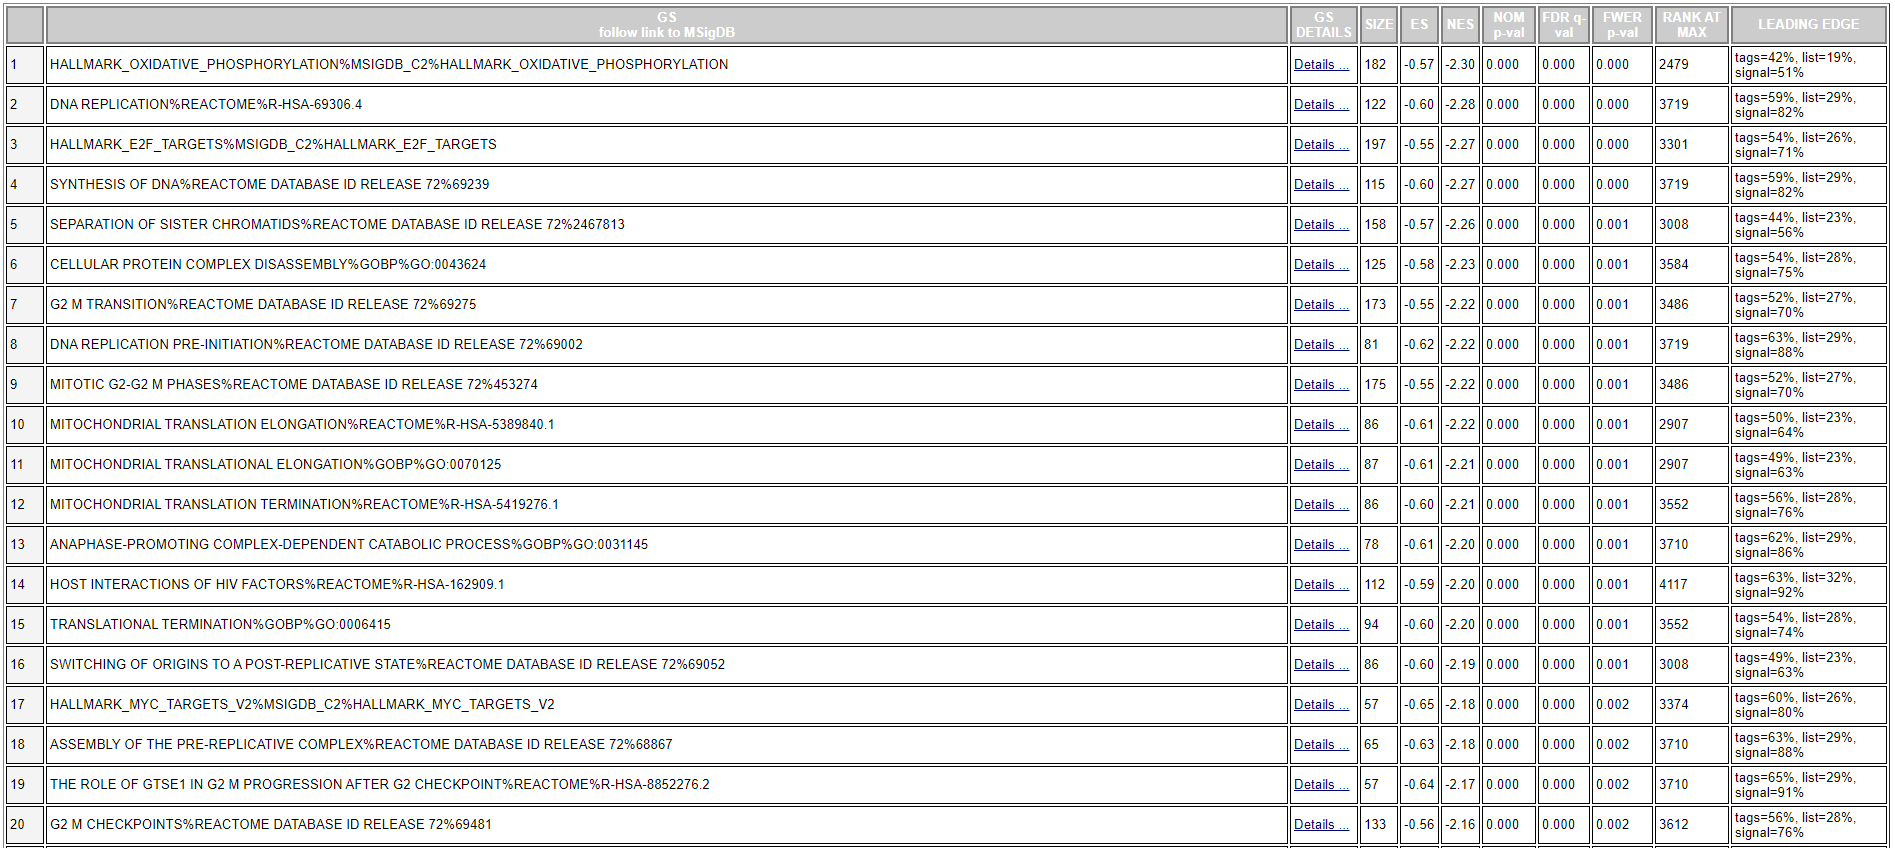 GS
follow link to MSigDB
GS
DETAILS
SIZE
ES
NES
NOM
p-val
FDR q-
val
FWER
p-val
RANK AT
MAX
LEADING EDGE
1 HALLMARK_OXIDATIVE_PHOSPHORYLATION%MSIGDB_C2%HALLMARK_OXIDATIVE_PHOSPHORYLATION Details ... 182 -0.57 -2.30 0.000 0.000 0.000 2479 tags=42%, list=19%,
signal=51%
2 DNA REPLICATION%REACTOME%R-HSA-69306.4 Details ... 122 -0.60 -2.28 0.000 0.000 0.000 3719 tags=59%, list=29%,
signal=82%
3 HALLMARK_E2F_TARGETS%MSIGDB_C2%HALLMARK_E2F_TARGETS Details ... 197 -0.55 -2.27 0.000 0.000 0.000 3301 tags=54%, list=26%,
signal=71%
4 SYNTHESIS OF DNA%REACTOME DATABASE ID RELEASE 72%69239 Details ... 115 -0.60 -2.27 0.000 0.000 0.000 3719 tags=59%, list=29%,
signal=82%
5 SEPARATION OF SISTER CHROMATIDS%REACTOME DATABASE ID RELEASE 72%2467813 Details ... 158 -0.57 -2.26 0.000 0.000 0.001 3008 tags=44%, list=23%,
signal=56%
6 CELLULAR PROTEIN COMPLEX DISASSEMBLY%GOBP%GO:0043624 Details ... 125 -0.58 -2.23 0.000 0.000 0.001 3584 tags=54%, list=28%,
signal=75%
7 G2 M TRANSITION%REACTOME DATABASE ID RELEASE 72%69275 Details ... 173 -0.55 -2.22 0.000 0.000 0.001 3486 tags=52%, list=27%,
signal=70%
8 DNA REPLICATION PRE-INITIATION%REACTOME DATABASE ID RELEASE 72%69002 Details ... 81 -0.62 -2.22 0.000 0.000 0.001 3719 tags=63%, list=29%,
signal=88%
9 MITOTIC G2-G2 M PHASES%REACTOME DATABASE ID RELEASE 72%453274 Details ... 175 -0.55 -2.22 0.000 0.000 0.001 3486 tags=52%, list=27%,
signal=70%
10 MITOCHONDRIAL TRANSLATION ELONGATION%REACTOME%R-HSA-5389840.1 Details ... 86 -0.61 -2.22 0.000 0.000 0.001 2907 tags=50%, list=23%,
signal=64%
11 MITOCHONDRIAL TRANSLATIONAL ELONGATION%GOBP%GO:0070125 Details ... 87 -0.61 -2.21 0.000 0.000 0.001 2907 tags=49%, list=23%,
signal=63%
12 MITOCHONDRIAL TRANSLATION TERMINATION%REACTOME%R-HSA-5419276.1 Details ... 86 -0.60 -2.21 0.000 0.000 0.001 3552 tags=56%, list=28%,
signal=76%
13 ANAPHASE-PROMOTING COMPLEX-DEPENDENT CATABOLIC PROCESS%GOBP%GO:0031145 Details ... 78 -0.61 -2.20 0.000 0.000 0.001 3710 tags=62%, list=29%,
signal=86%
14 HOST INTERACTIONS OF HIV FACTORS%REACTOME%R-HSA-162909.1 Details ... 112 -0.59 -2.20 0.000 0.000 0.001 4117 tags=63%, list=32%,
signal=92%
15 TRANSLATIONAL TERMINATION%GOBP%GO:0006415 Details ... 94 -0.60 -2.20 0.000 0.000 0.001 3552 tags=54%, list=28%,
signal=74%
16 SWITCHING OF ORIGINS TO A POST-REPLICATIVE STATE%REACTOME DATABASE ID RELEASE 72%69052 Details ... 86 -0.60 -2.19 0.000 0.000 0.001 3008 tags=49%, list=23%,
signal=63%
17 HALLMARK_MYC_TARGETS_V2%MSIGDB_C2%HALLMARK_MYC_TARGETS_V2 Details ... 57 -0.65 -2.18 0.000 0.000 0.002 3374 tags=60%, list=26%,
signal=80%
18 ASSEMBLY OF THE PRE-REPLICATIVE COMPLEX%REACTOME DATABASE ID RELEASE 72%68867 Details ... 65 -0.63 -2.18 0.000 0.000 0.002 3710 tags=63%, list=29%,
signal=88%
19 THE ROLE OF GTSE1 IN G2 M PROGRESSION AFTER G2 CHECKPOINT%REACTOME%R-HSA-8852276.2 Details ... 57 -0.64 -2.17 0.000 0.000 0.002 3710 tags=65%, list=29%,
signal=91%
20 G2 M CHECKPOINTS%REACTOME DATABASE ID RELEASE 72%69481 Details ... 133 -0.56 -2.16 0.000 0.000 0.002 3612 tags=56%, list=28%,
signal=76%